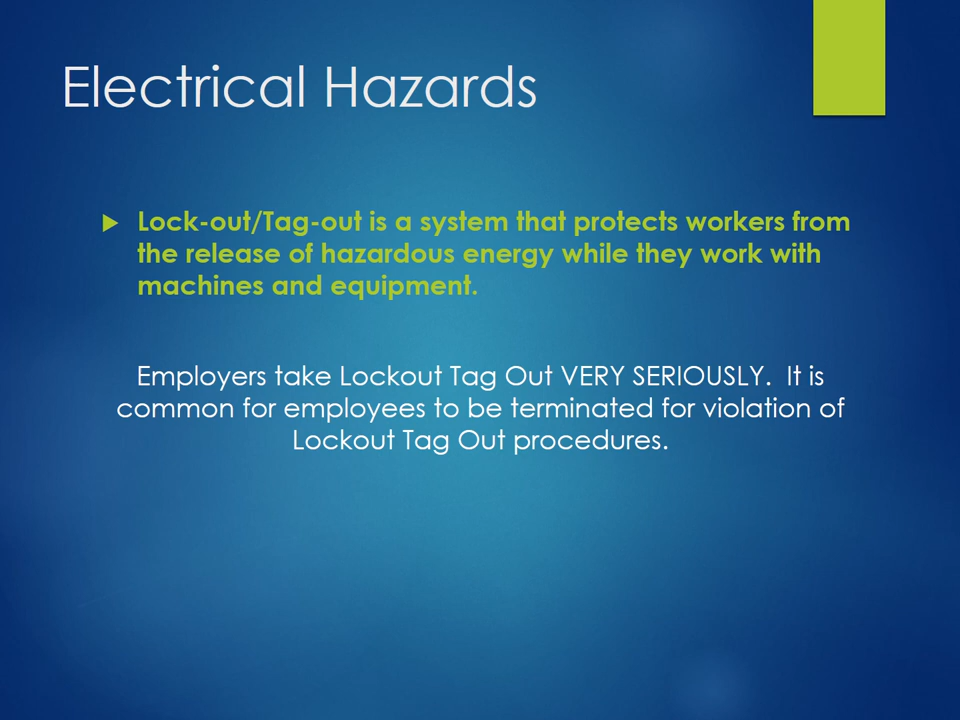 Electrical Hazards
Lock-out/Tag-out is a system that protects workers from
the release of hazardous energy while they work with
machines and equipment.
Employers take Lockout Tag Out VERY SERIOUSLY.  It is
common for employees to be terminated for violation of
Lockout Tag Out procedures.